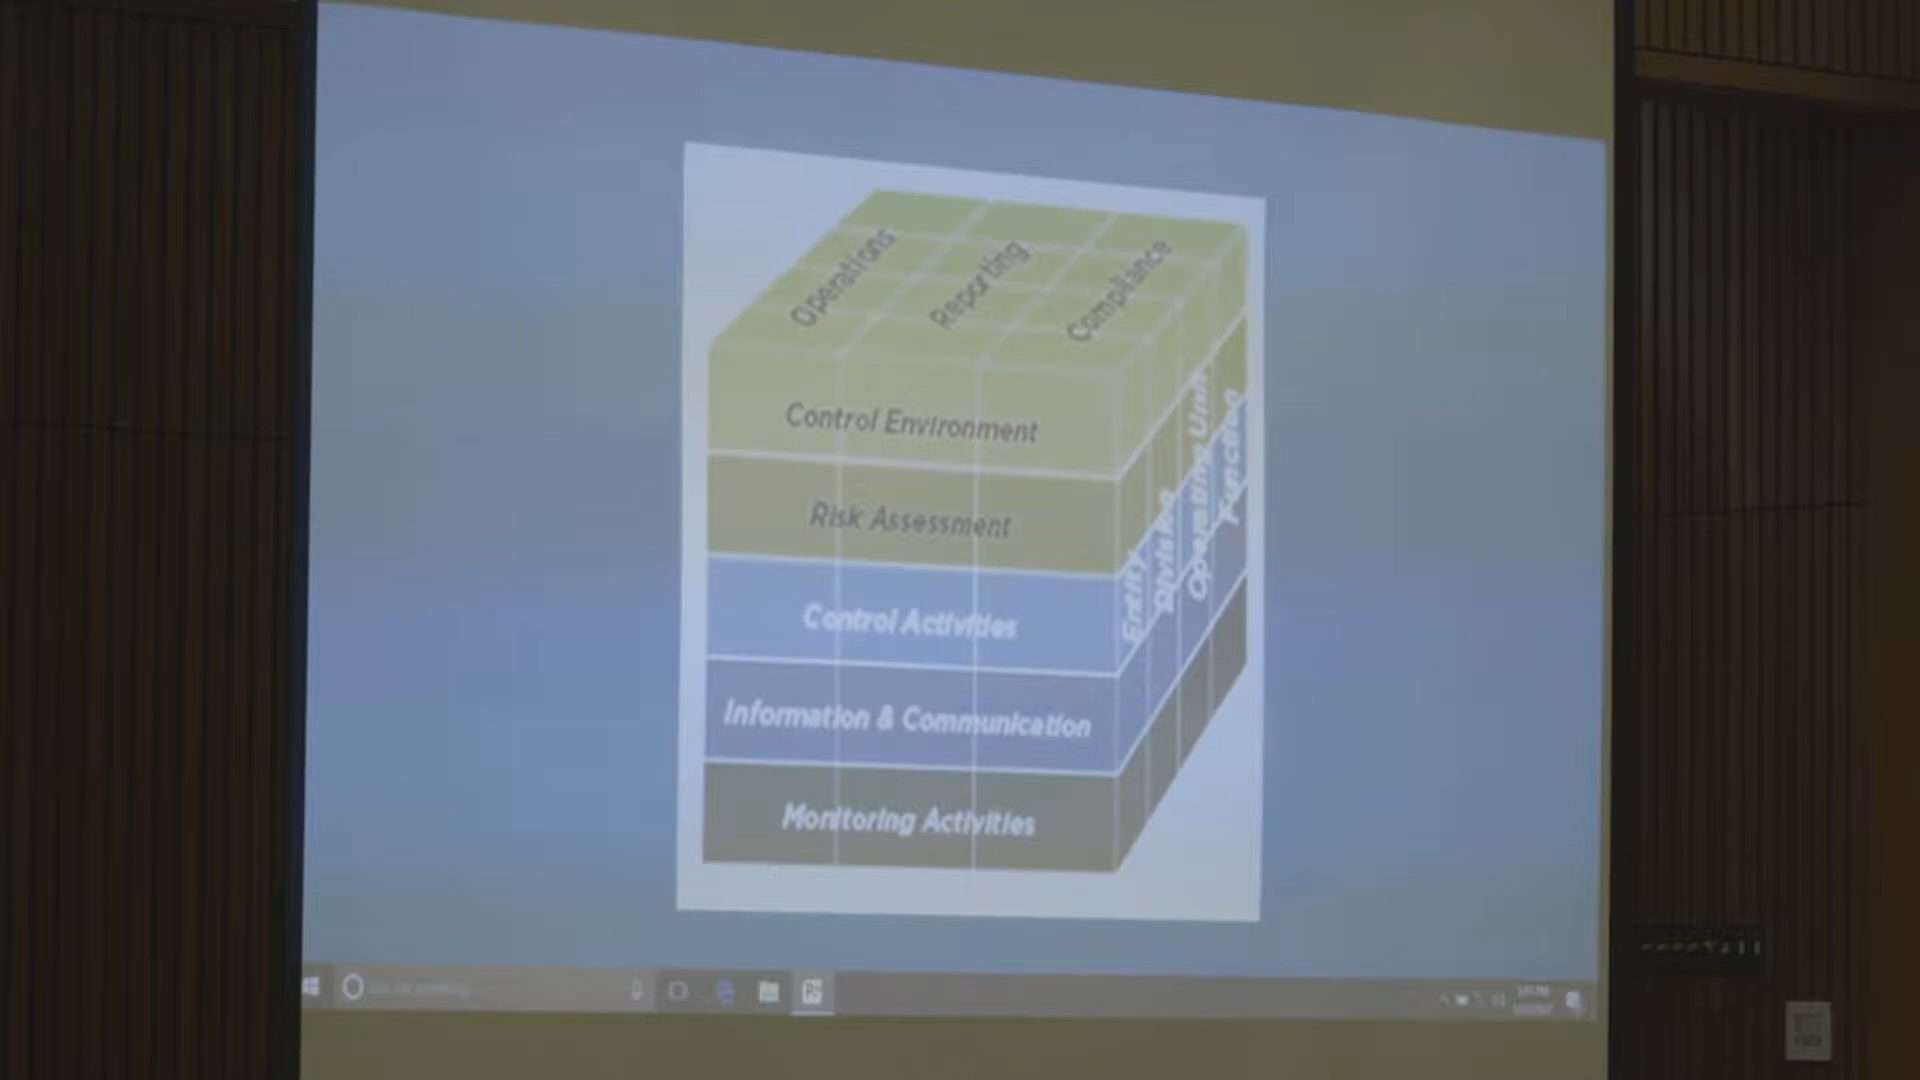 Operations
Reporting
Compliance
Control Environment
Risk Assessment
Control Activities
Information & Communication
Monitoring Activities
Entity
Division
Operating Unit
Function